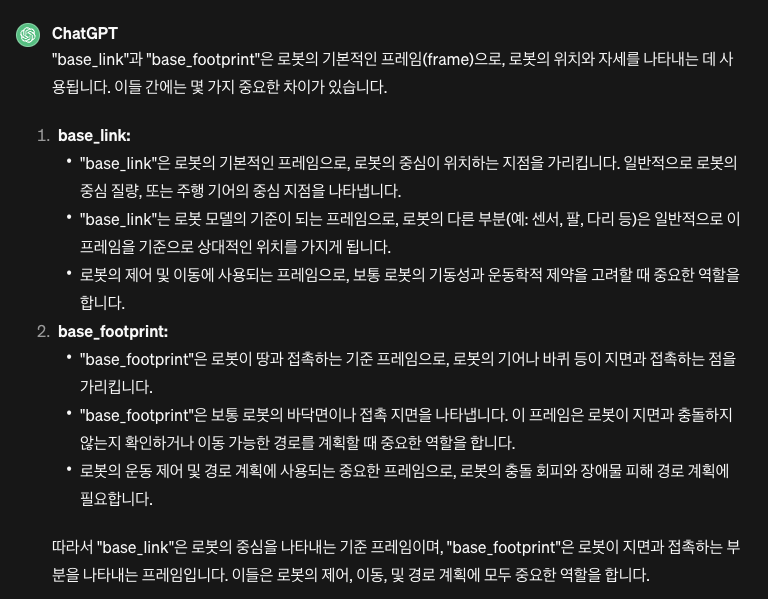 ChatGPT
"base_link"과 "base_footprint"은 로봇의 기본적인 프레임(frame)으로, 로봇의 위치와 자세를 나타내는 데 사
용됩니다. 이들 간에는 몇 가지 중요한 차이가 있습니다.
1. base_link:
• "base_link"은 로봇의 기본적인 프레임으로, 로봇의 중심이 위치하는 지점을 가리킵니다. 일반적으로 로봇의
중심 질량, 또는 주행 기어의 중심 지점을 나타냅니다.
• "base_link"는 로봇 모델의 기준이 되는 프레임으로, 로봇의 다른 부분(예: 센서, 팔, 다리 등)은 일반적으로 이
프레임을 기준으로 상대적인 위치를 가지게 됩니다.
• 로봇의 제어 및 이동에 사용되는 프레임으로, 보통 로봇의 기동성과 운동학적 제약을 고려할 때 중요한 역할을
합니다.
2. base_footprint:
• "base_footprint"은 로봇이 땅과 접촉하는 기준 프레임으로, 로봇의 기어나 바퀴 등이 지면과 접촉하는 점을
가리킵니다.
• "base_footprint"은 보통 로봇의 바닥면이나 접촉 지면을 나타냅니다. 이 프레임은 로봇이 지면과 충돌하지
않는지 확인하거나 이동 가능한 경로를 계획할 때 중요한 역할을 합니다.
• 로봇의 운동 제어 및 경로 계획에 사용되는 중요한 프레임으로, 로봇의 충돌 회피와 장애물 피해 경로 계획에
필요합니다.
따라서 "base_link"은 로봇의 중심을 나타내는 기준 프레임이며, "base_footprint"은 로봇이 지면과 접촉하는 부
분을 나타내는 프레임입니다. 이들은 로봇의 제어, 이동, 및 경로 계획에 모두 중요한 역할을 합니다.